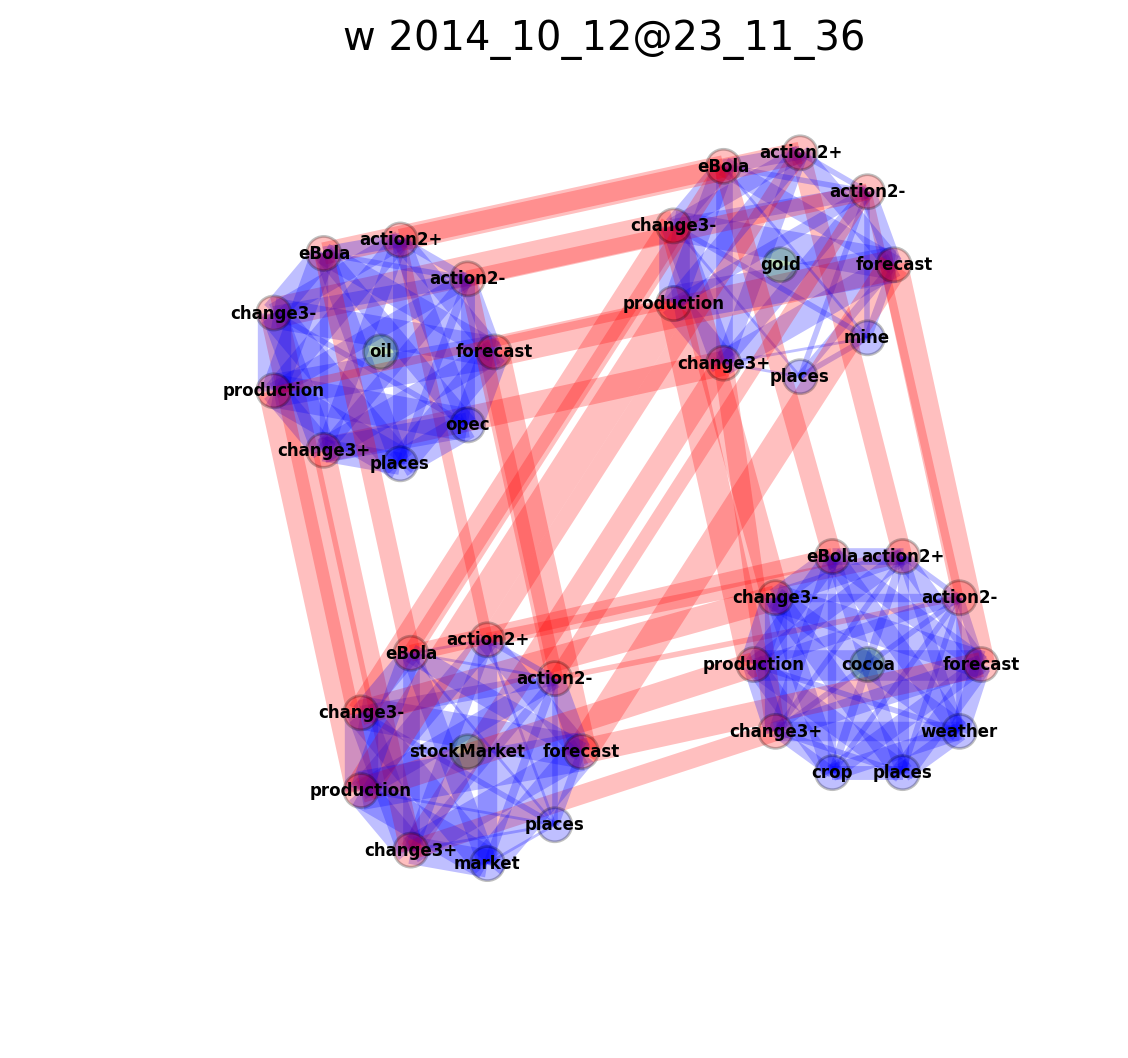 w 2014_10_12@23_11_36
eBola
action2+
action2-
change3-
gold
forecast
production
mine
change3+
places
eBola
action2+
action2-
change3-
oil
forecast
production
opec
change3+
places
eBola
action2+
change3-
action2-
production
cocoa
forecast
change3+
weather
crop
places
eBola
action2+
action2-
change3-
stockMarket
forecast
production
places
change3+
market